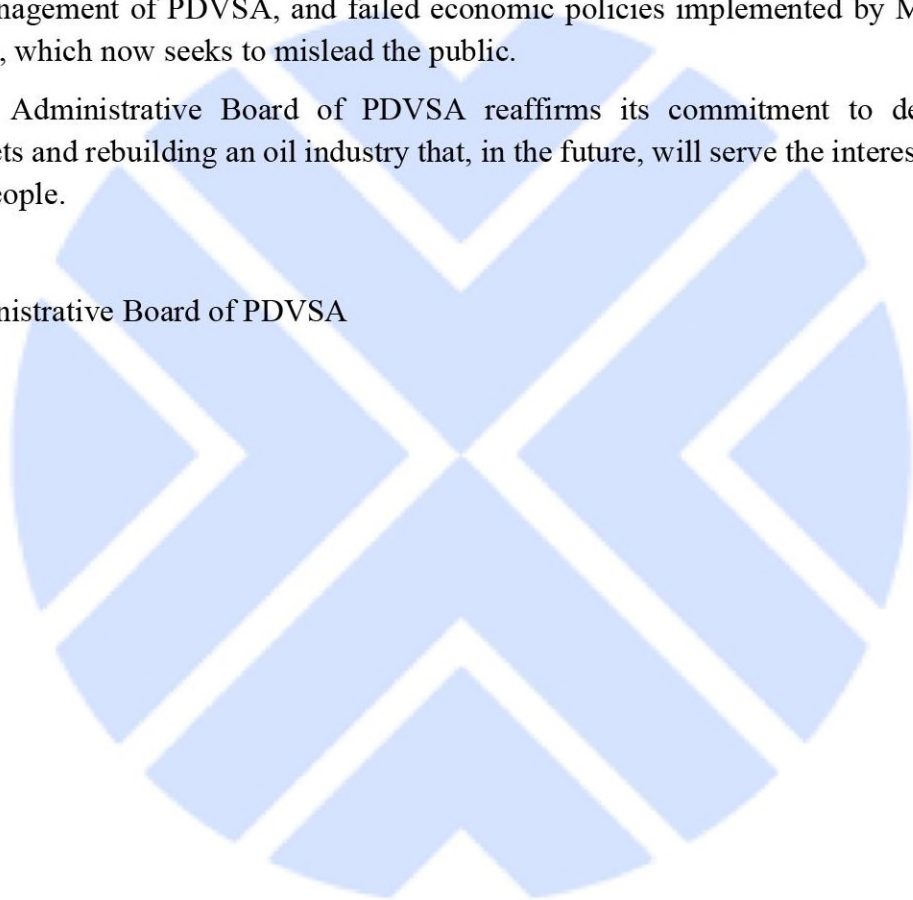 nagement of PDVSA, and failed economic policies implemented by M
, which now seeks to mislead the public.
Administrative Board of PDVSA reaffirms its commitment to de
ts and rebuilding an oil industry that, in the future, will serve the interes
eople.
nistrative Board of PDVSA